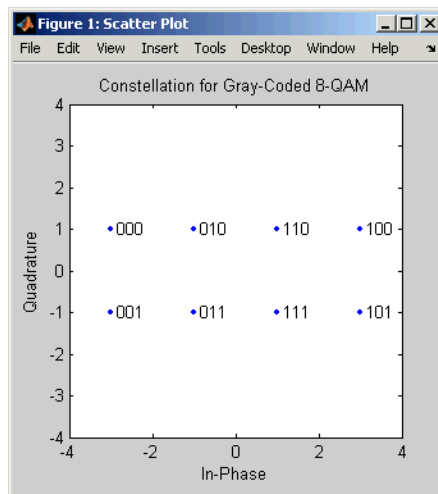 Figure 1: Scatter Plot
File Edit View Insert Tools Desktop Window Help
Constellation for Gray-Coded 8-QAM
4
3
2
1
0
-1
-2
-3
-4
Quadrature
000 010 110 100
001 011 111 101
-4 -2 0 2 4
In-Phase